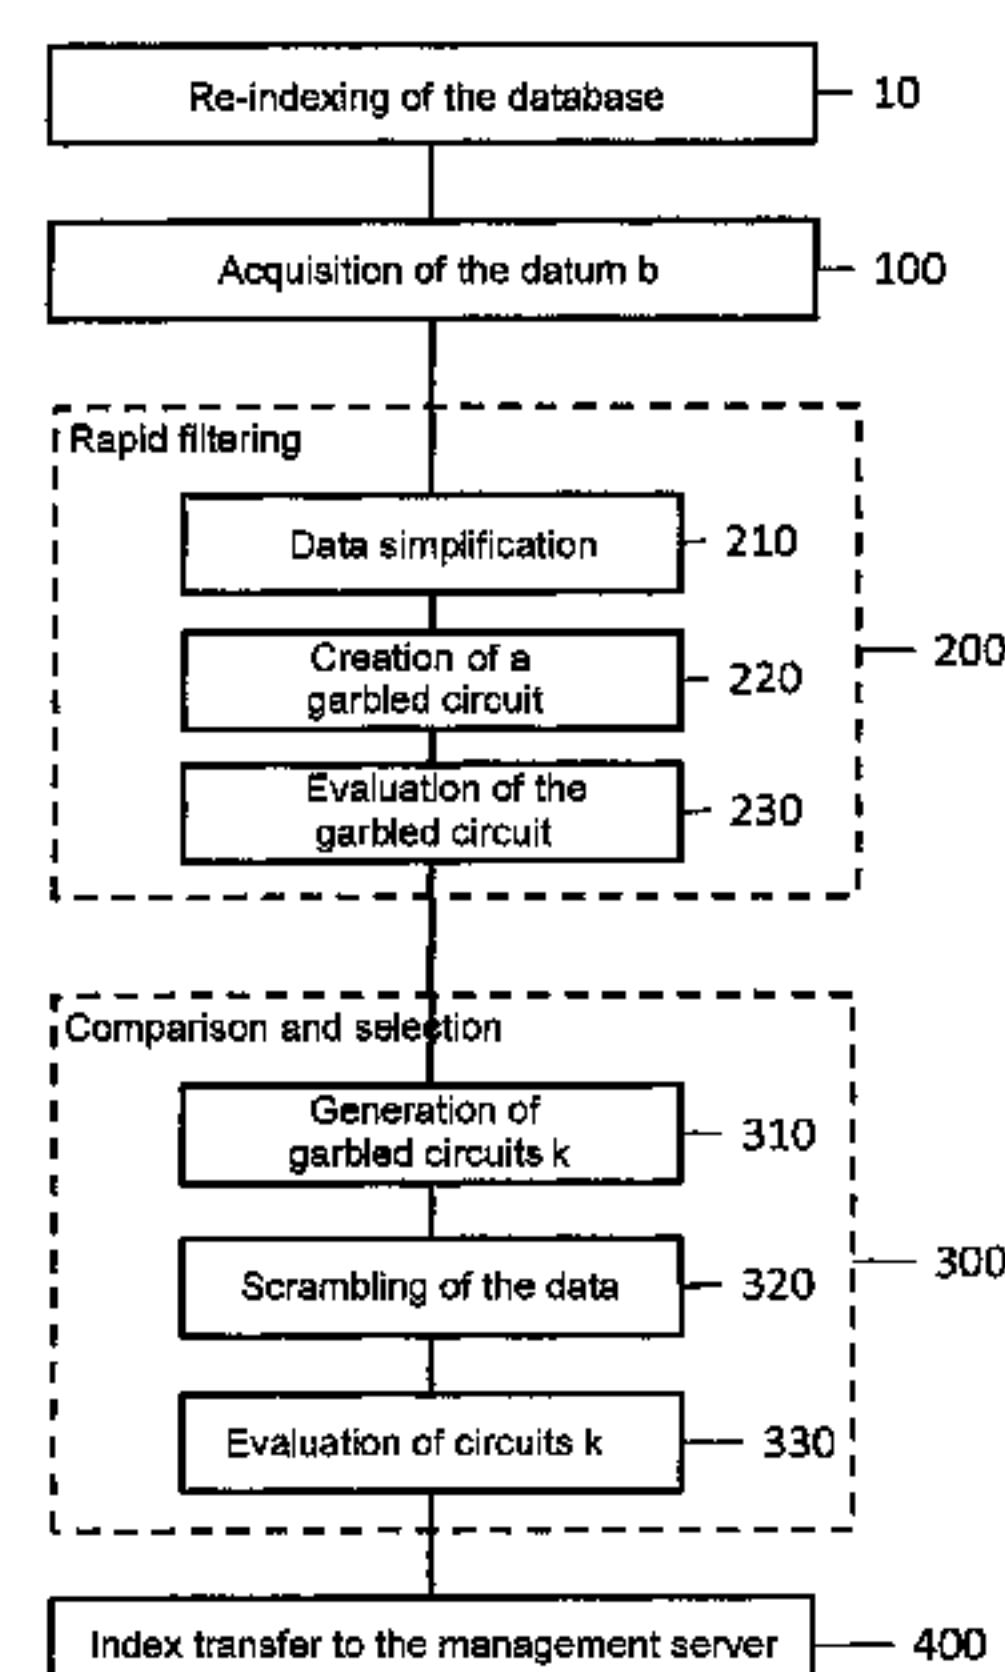 Re-indexing of the database
10
Acquisition of the datum b
100
Rapid filtering
Data simplification
210
200
Creation of a
garbled circuit
220
Evaluation of the
garbled circuit
230
Comparison and selection
Generation of
garbled circuits k
310
300
Scrambling of the data
320
Evaluation of circuits k
330
Index transfer to the management server
400